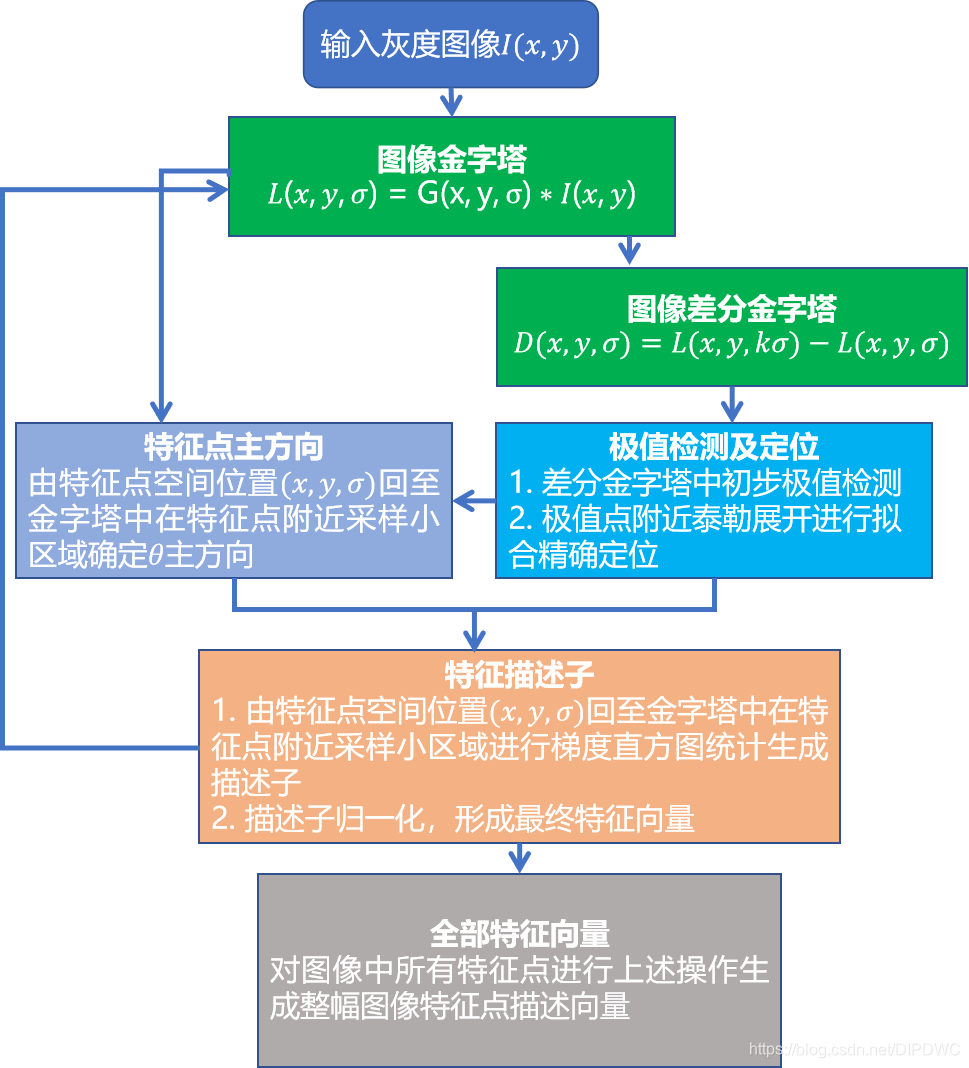 输入灰度图像I(x, y)
图像金字塔
L(x, y, σ) = G(x, y, σ) ∗ I(x, y)
图像差分金字塔
D(x, y, σ) = L(x, y, kσ) − L(x, y, σ)
特征点主方向
由特征点空间位置(x, y, σ)回至
金字塔中在特征点附近采样小
区域确定θ主方向
极值检测及定位
1. 差分金字塔中初步极值检测
2. 极值点附近泰勒展开进行拟
合精确定位
特征描述子
1. 由特征点空间位置(x, y, σ)回至金字塔中在特
征点附近采样小区域进行梯度直方图统计生成
描述子
2. 描述子归一化，形成最终特征向量
全部特征向量
对图像中所有特征点进行上述操作生
成整幅图像特征点描述向量
https://blog.csdn.net/DIPDWC